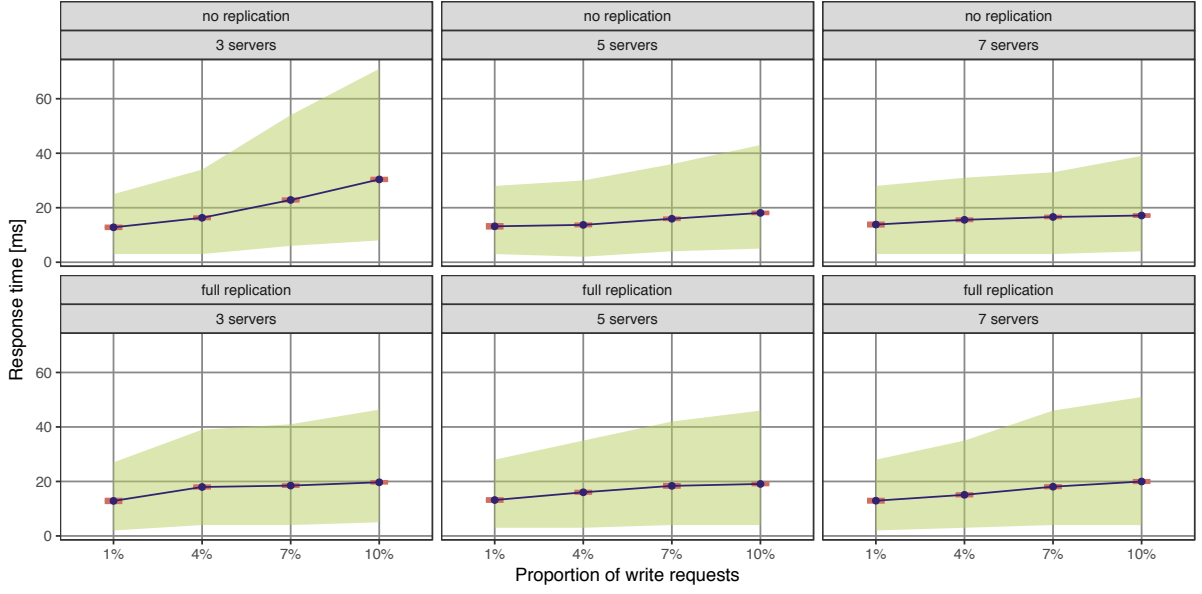 no replication
no replication
no replication
3 servers
5 servers
7 servers
60
40
20
0
full replication
full replication
full replication
3 servers
5 servers
7 servers
60
40
20
0
Response time [ms]
1%
4%
7%
10%
1%
4%
7%
10%
1%
4%
7%
10%
Proportion of write requests